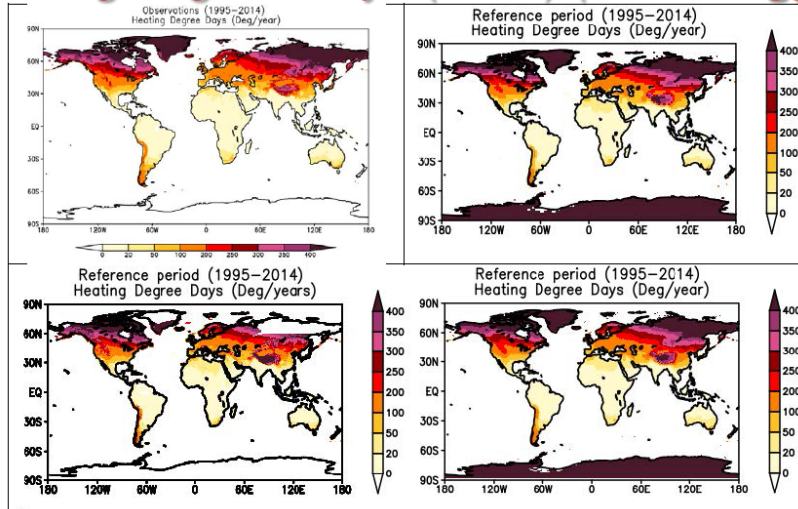 Observations (1995-2014)
Heating Degree Days (Deg/year)
90N
60N
30N
EQ
30S
60S
90S
180 120W 60W 0 60E 120E 180
0 20 50 100 200 250 300 350 400
Reference period (1995-2014)
Heating Degree Days (Deg/year)
90N
60N
30N
EQ
30S
60S
90S
180 120W 60W 0 60E 120E 180
400
350
300
250
200
100
50
20
0
Reference period (1995-2014)
Heating Degree Days (Deg/years)
90N
60N
30N
EQ
30S
60S
90S
180 120W 60W 0 60E 120E 180
400
350
300
200
100
50
20
0
Reference period (1995-2014)
Heating Degree Days (Deg/year)
90N
60N
30N
EQ
30S
60S
90S
180 120W 60W 0 60E 120E 180
400
350
300
200
100
50
20
0